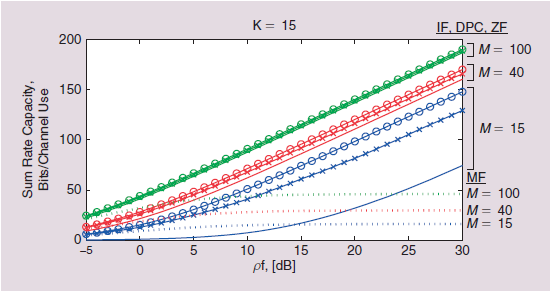 K = 15
IF, DPC, ZF
M = 100
M = 40
M = 15
MF
M = 100
M = 40
M = 15
Sum Rate Capacity,
Bits/Channel Use
200
150
100
50
0
-5
0
5
10
15
20
25
30
ρf, [dB]